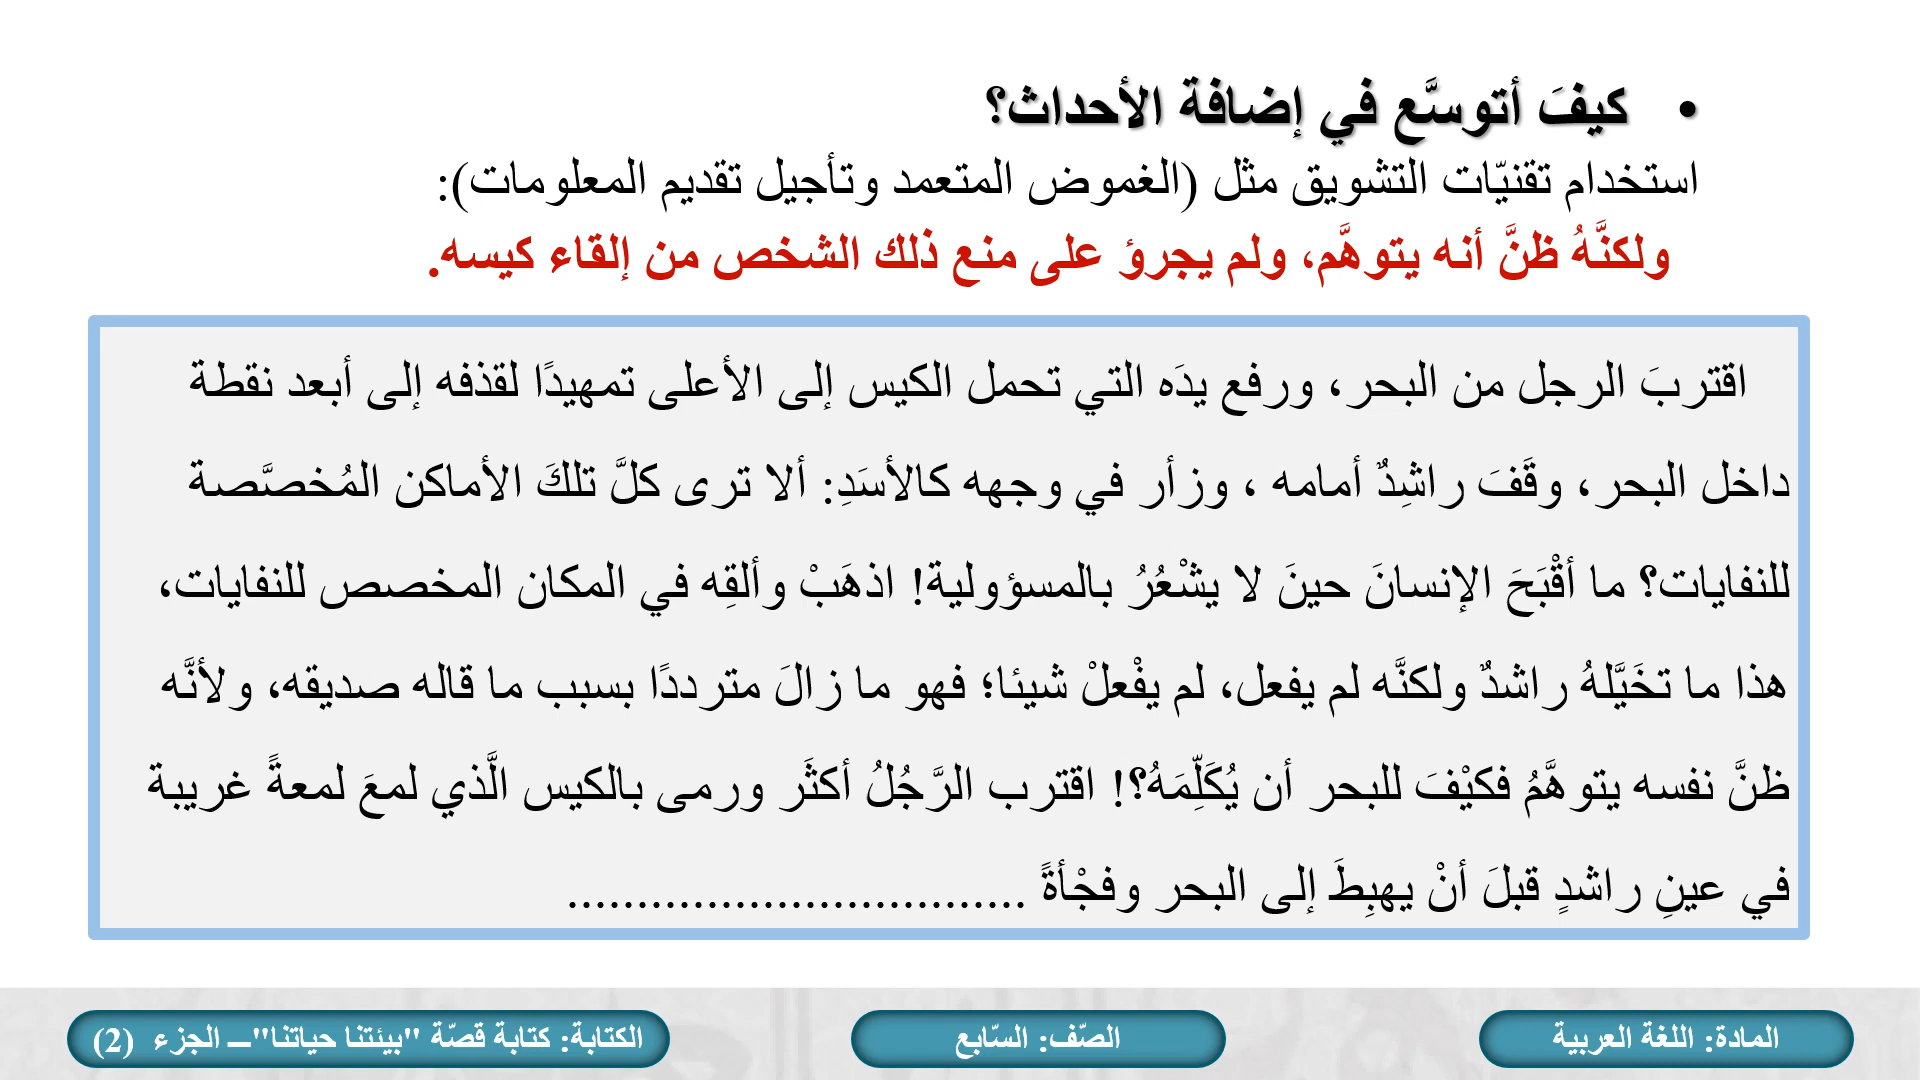 • كيفَ أتوسَّع في إضافة الأحداث؟
استخدام تقنيّات التشويق مثل (الغموض المتعمد وتأجيل تقديم المعلومات):
ولكنَّهُ ظنَّ أنه يتوهَّم، ولم يجرؤ على منع ذلك الشخص من إلقاء كيسه.
اقتربَ الرجل من البحر، ورفع يدَه التي تحمل الكيس إلى الأعلى تمهيدًا لقذفه إلى أبعد نقطة
داخل البحر، وقَفَ راشِدٌ أمامه ، وزأر في وجهه كالأسَدِ: ألا ترى كلَّ تلكَ الأماكن المُخصَّصة
للنفايات؟ ما أقْبَحَ الإنسانَ حينَ لا يشْعُرُ بالمسؤولية! اذهَبْ وألقِه في المكان المخصص للنفايات،
هذا ما تخَيَّلهُ راشدٌ ولكنَّه لم يفعل، لم يفْعلْ شيئا؛ فهو ما زالَ مترددًا بسبب ما قاله صديقه، ولأنَّه
ظنَّ نفسه يتوهَّمُ فكيْفَ للبحر أن يُكَلِّمَهُ؟! اقترب الرَّجُلُ أكثَر ورمى بالكيس الَّذي لمعَ لمعةً غريبة
في عينِ راشدٍ قبلَ أنْ يهبِطَ إلى البحر وفجْأةً .................................
المادة: اللغة العربية
الصّف: السّابع
الكتابة: كتابة قصّة "بيئتنا حياتنا"ــ الجزء (2)